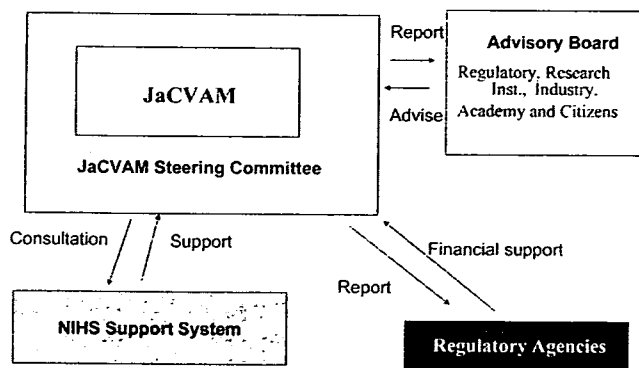 Report
Advisory Board
Regulatory, Research
Inst., Industry.
Academy and Citizens
Advise
JaCVAM
JaCVAM Steering Committee
Consultation
Support
Financial support
Report
NIHS Support System
Regulatory Agencies